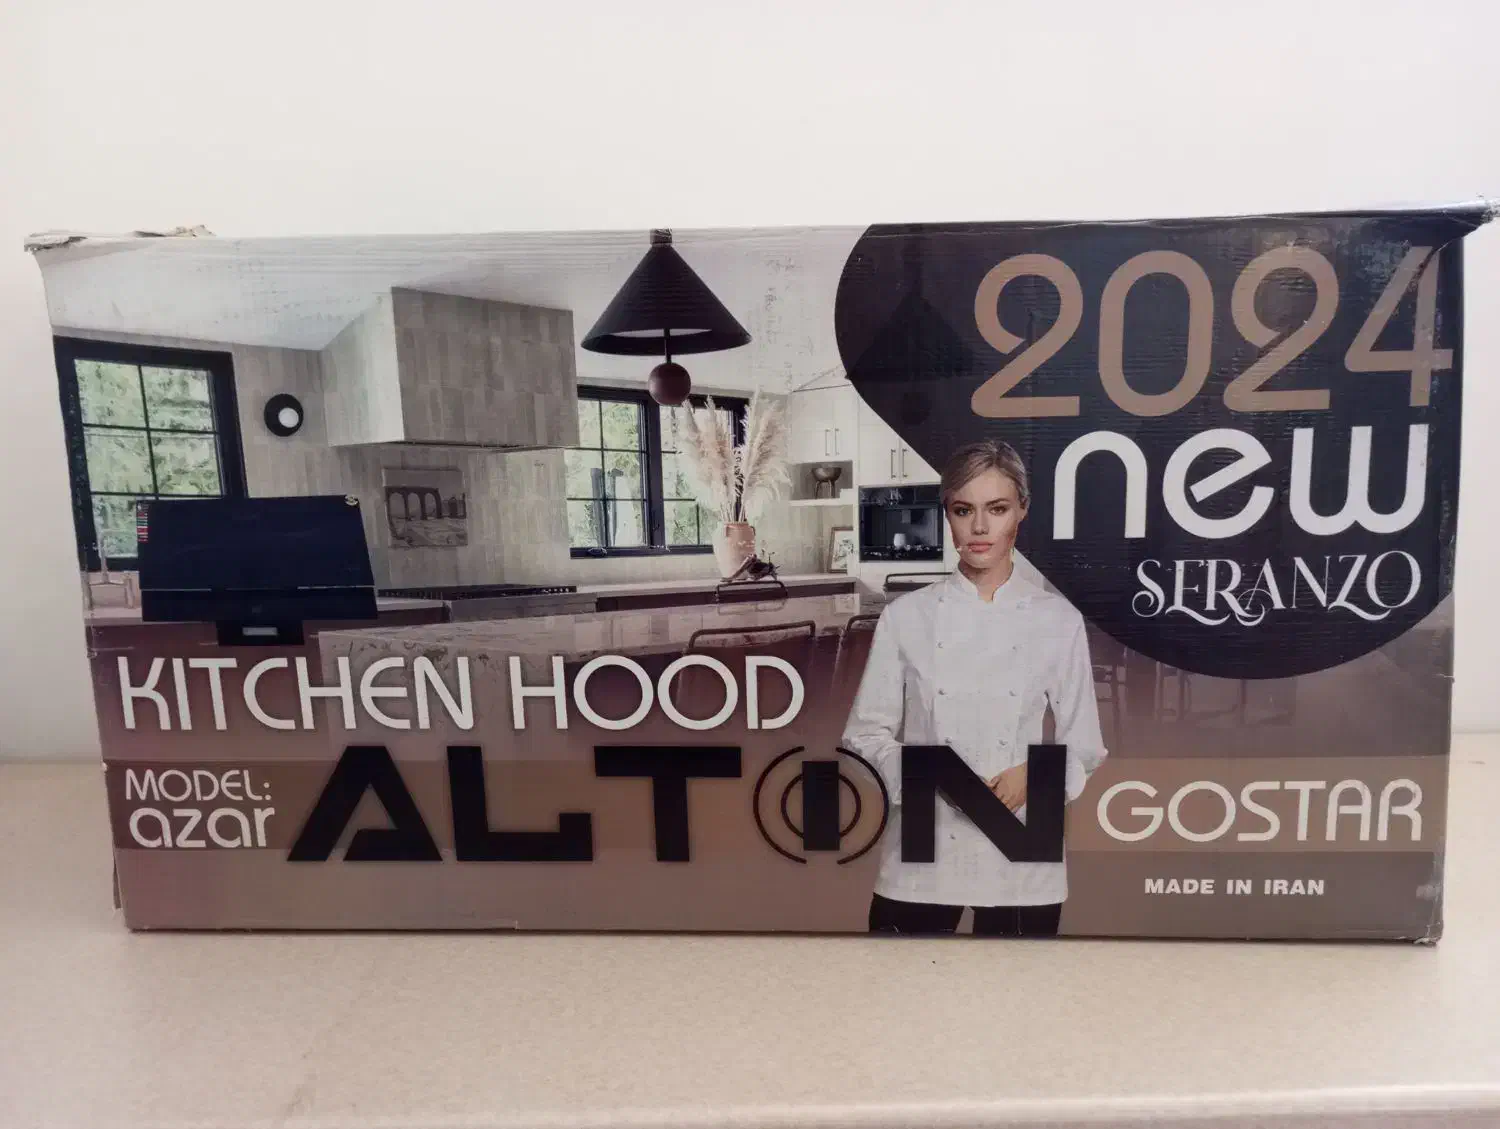 2024
new
SERANZO
KITCHEN HOOD
MODEL:
azar
ALTON
GOSTAR
MADE IN IRAN